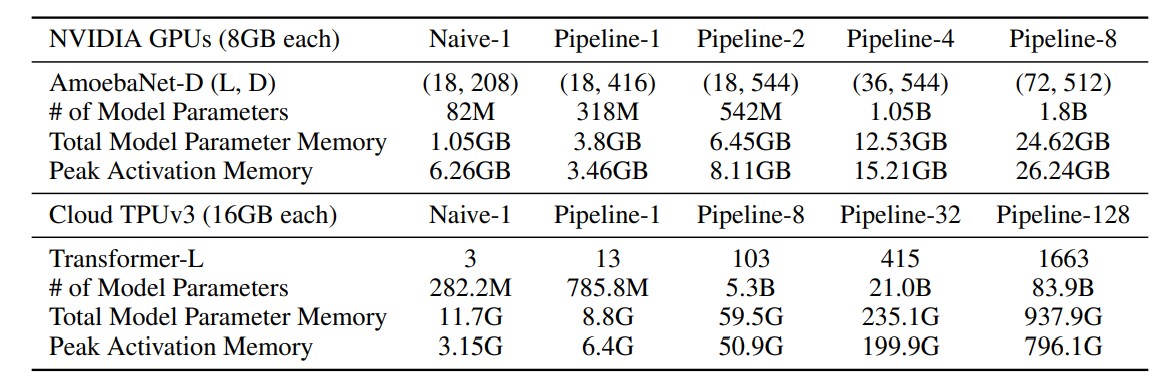 NVIDIA GPUs (8GB each) Naive-1 Pipeline-1 Pipeline-2 Pipeline-4 Pipeline-8
AmoebaNet-D (L, D) (18, 208) (18, 416) (18, 544) (36, 544) (72, 512)
# of Model Parameters 82M 318M 542M 1.05B 1.8B
Total Model Parameter Memory 1.05GB 3.8GB 6.45GB 12.53GB 24.62GB
Peak Activation Memory 6.26GB 3.46GB 8.11GB 15.21GB 26.24GB
Cloud TPUv3 (16GB each) Naive-1 Pipeline-1 Pipeline-8 Pipeline-32 Pipeline-128
Transformer-L 3 13 103 415 1663
# of Model Parameters 282.2M 785.8M 5.3B 21.0B 83.9B
Total Model Parameter Memory 11.7G 8.8G 59.5G 235.1G 937.9G
Peak Activation Memory 3.15G 6.4G 50.9G 199.9G 796.1G